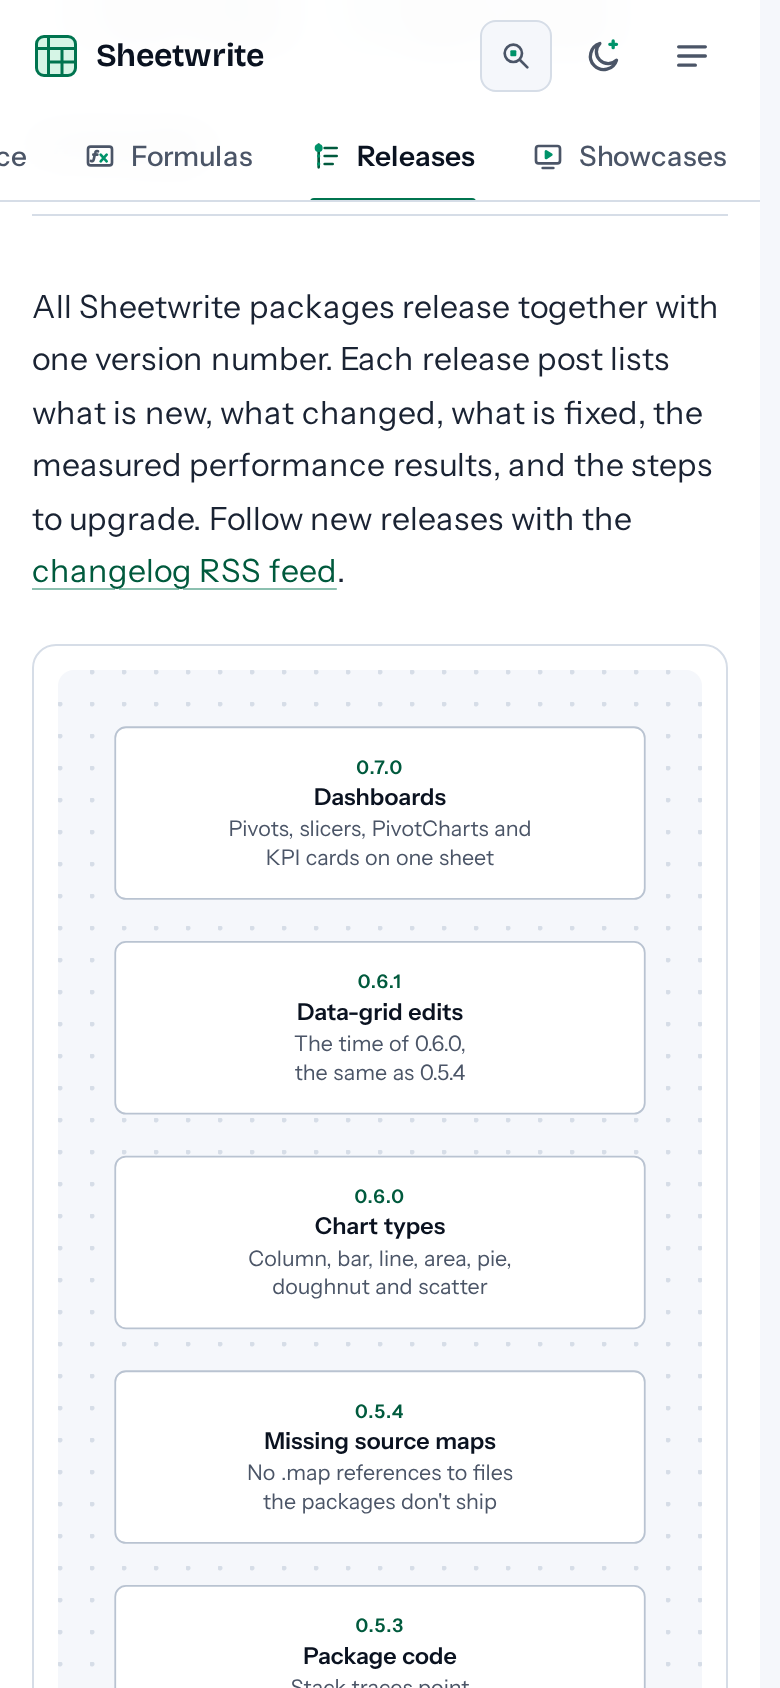 Sheetwrite
ce Formulas Releases Showcases
All Sheetwrite packages release together with
one version number. Each release post lists
what is new, what changed, what is fixed, the
measured performance results, and the steps
to upgrade. Follow new releases with the
changelog RSS feed.
0.7.0
Dashboards
Pivots, slicers, PivotCharts and
KPI cards on one sheet
0.6.1
Data-grid edits
The time of 0.6.0,
the same as 0.5.4
0.6.0
Chart types
Column, bar, line, area, pie,
doughnut and scatter
0.5.4
Missing source maps
No .map references to files
the packages don't ship
0.5.3
Package code
Stack traces point